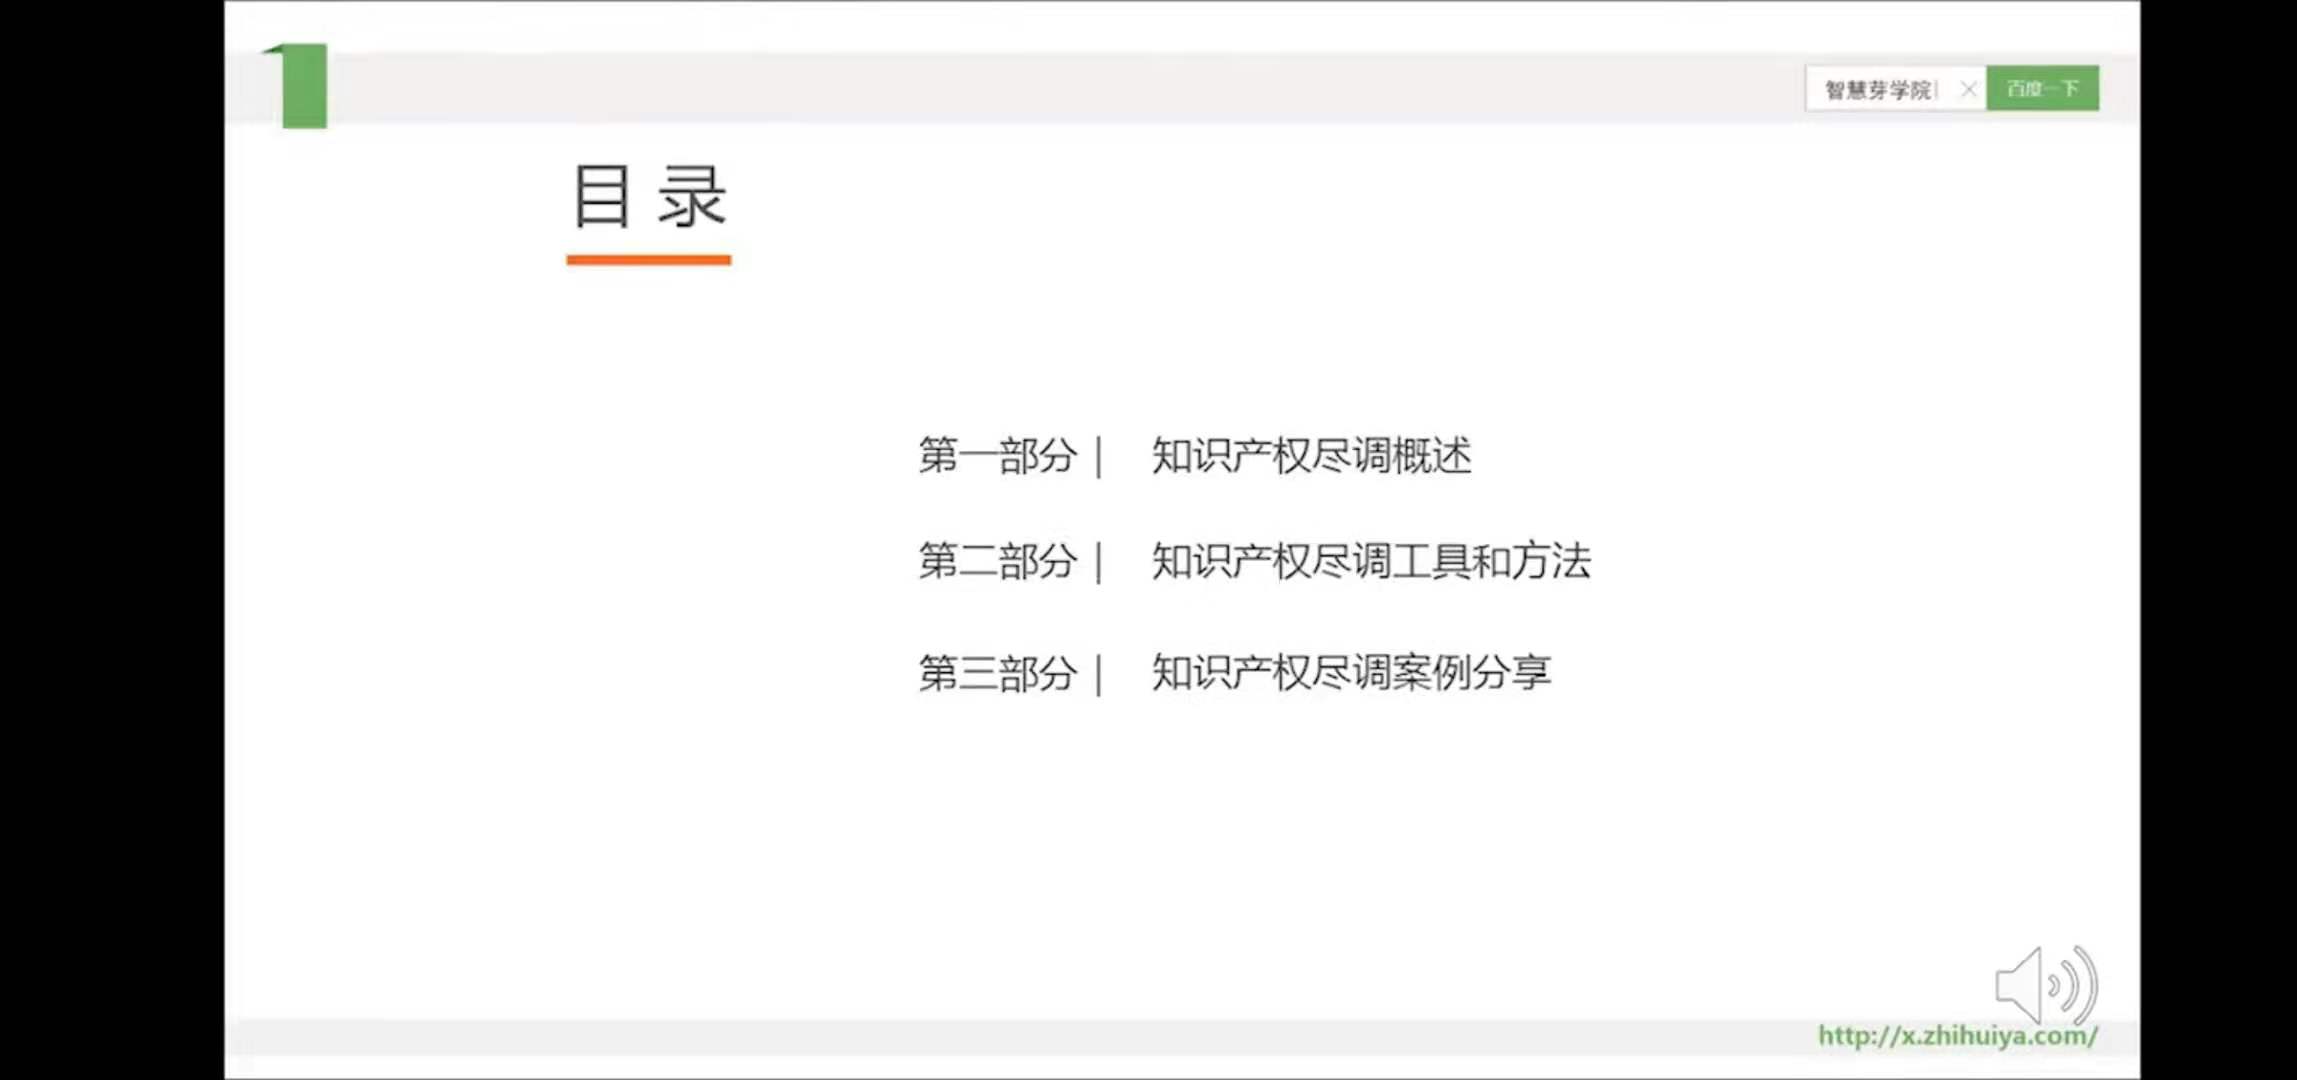 智慧芽学院
百度一下
目 录
第一部分｜ 知识产权尽调概述
第二部分｜ 知识产权尽调工具和方法
第三部分｜ 知识产权尽调案例分享
http://x.zhihuiya.com/